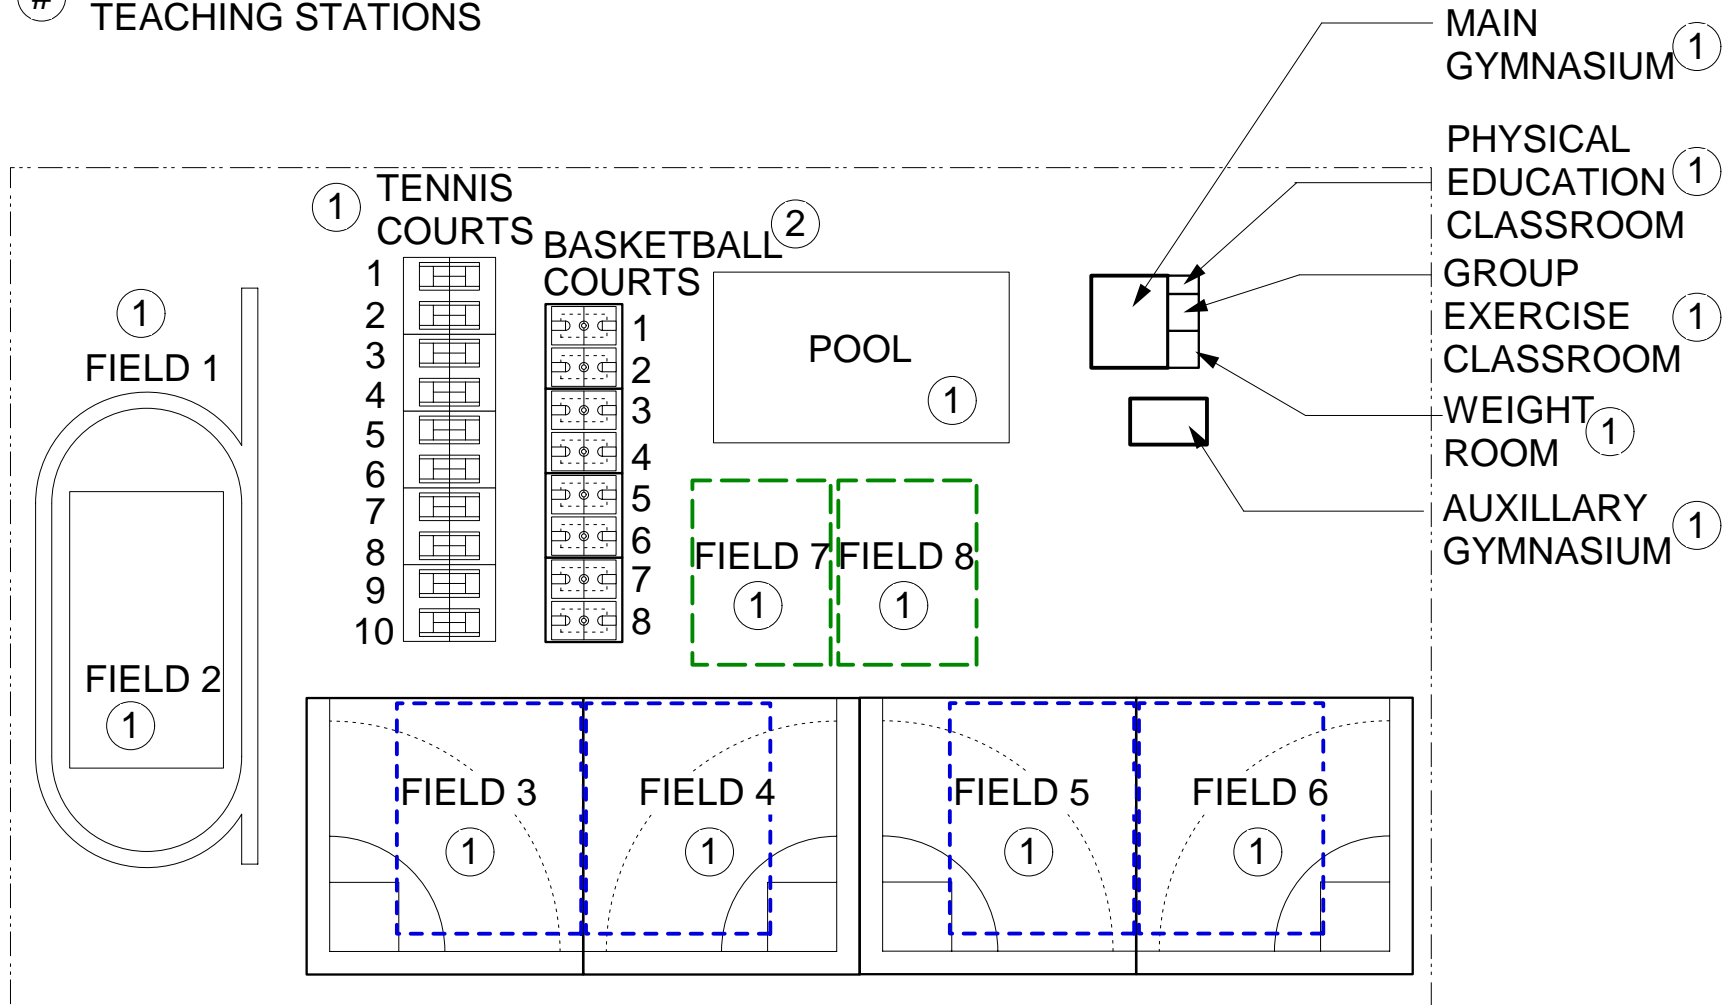 #
TEACHING STATIONS
MAIN
GYMNASIUM 1
PHYSICAL
EDUCATION 1
CLASSROOM
GROUP
EXERCISE 1
CLASSROOM
WEIGHT
ROOM 1
AUXILLARY
GYMNASIUM 1
1 TENNIS
COURTS
1
2
3
4
5
6
7
8
9
10
BASKETBALL 2
COURTS
1
2
3
4
5
6
7
8
POOL
1
1
FIELD 1
FIELD 2
1
FIELD 7
1
FIELD 8
1
FIELD 3
1
FIELD 4
1
FIELD 5
1
FIELD 6
1